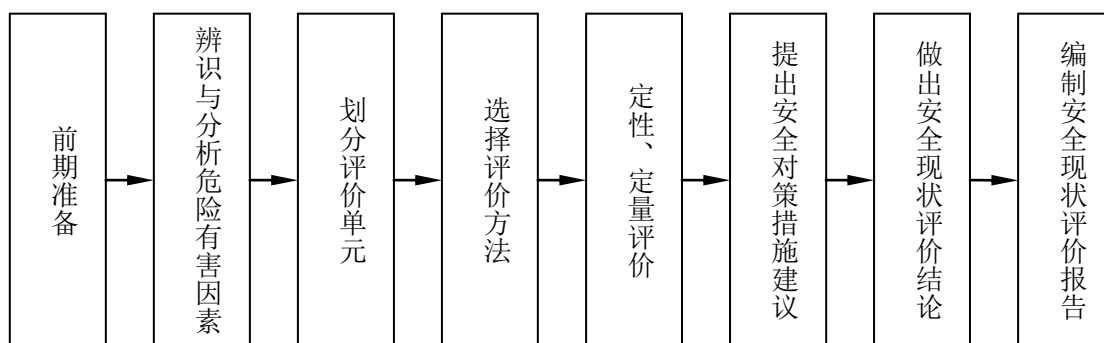 前期准备
辨识与分析危险有害因素
划分评价单元
选择评价方法
定性、定量评价
提出安全对策措施建议
做出安全现状评价结论
编制安全现状评价报告